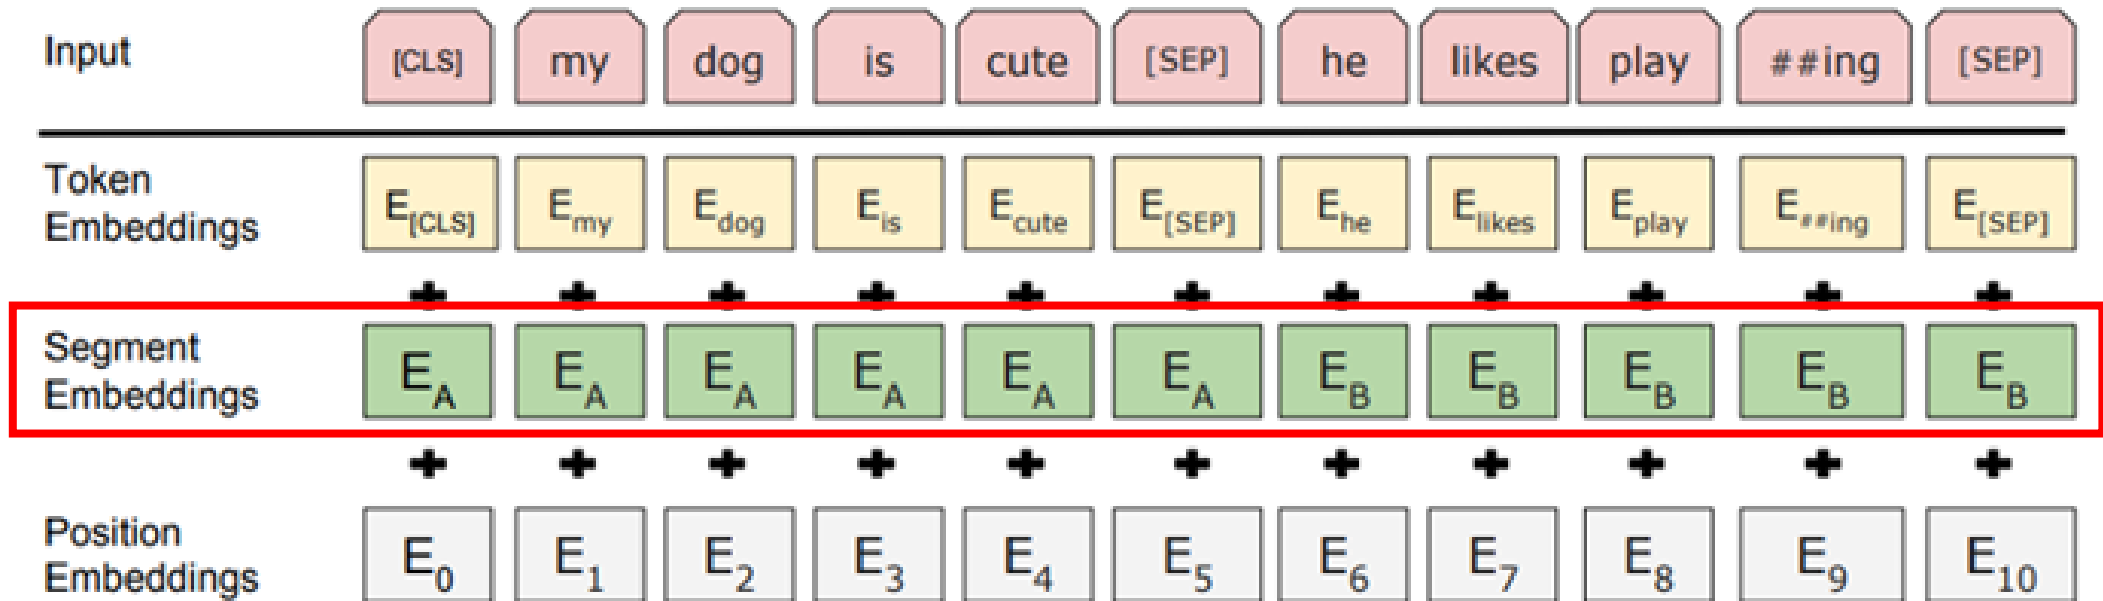 Input [CLS] my dog is cute [SEP] he likes play ##ing [SEP]
Token
Embeddings E[CLS] Emy Edog Eis Ecute E[SEP] Ehe Elikes Eplay E##ing E[SEP]
+ + + + + + + + + + +
Segment
Embeddings EA EA EA EA EA EA EB EB EB EB EB
+ + + + + + + + + + +
Position
Embeddings E0 E1 E2 E3 E4 E5 E6 E7 E8 E9 E10